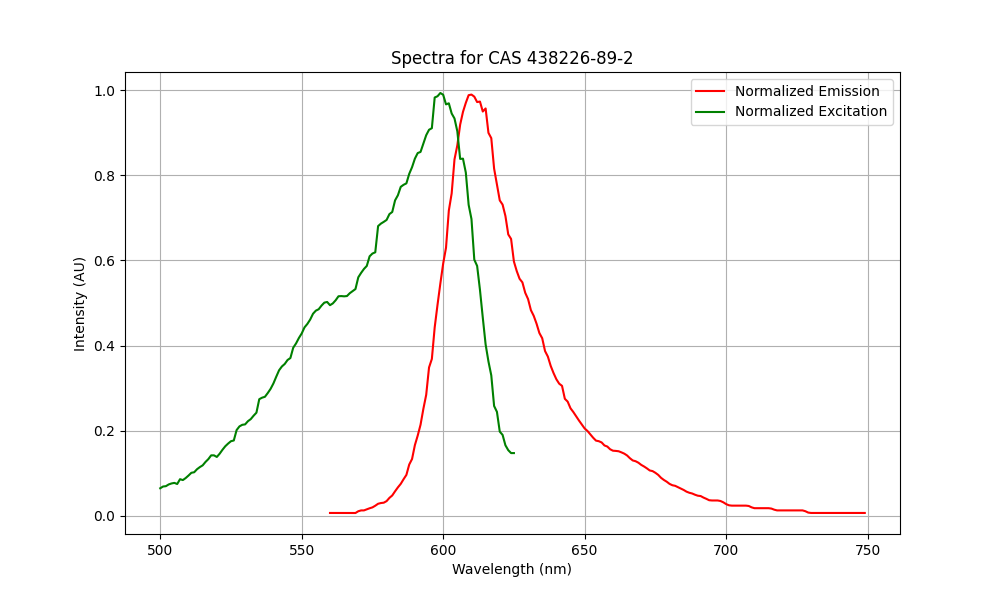 Spectra for CAS 438226-89-2
Normalized Emission
Normalized Excitation
Intensity (AU)
1.0
0.8
0.6
0.4
0.2
0.0
500 550 600 650 700 750
Wavelength (nm)